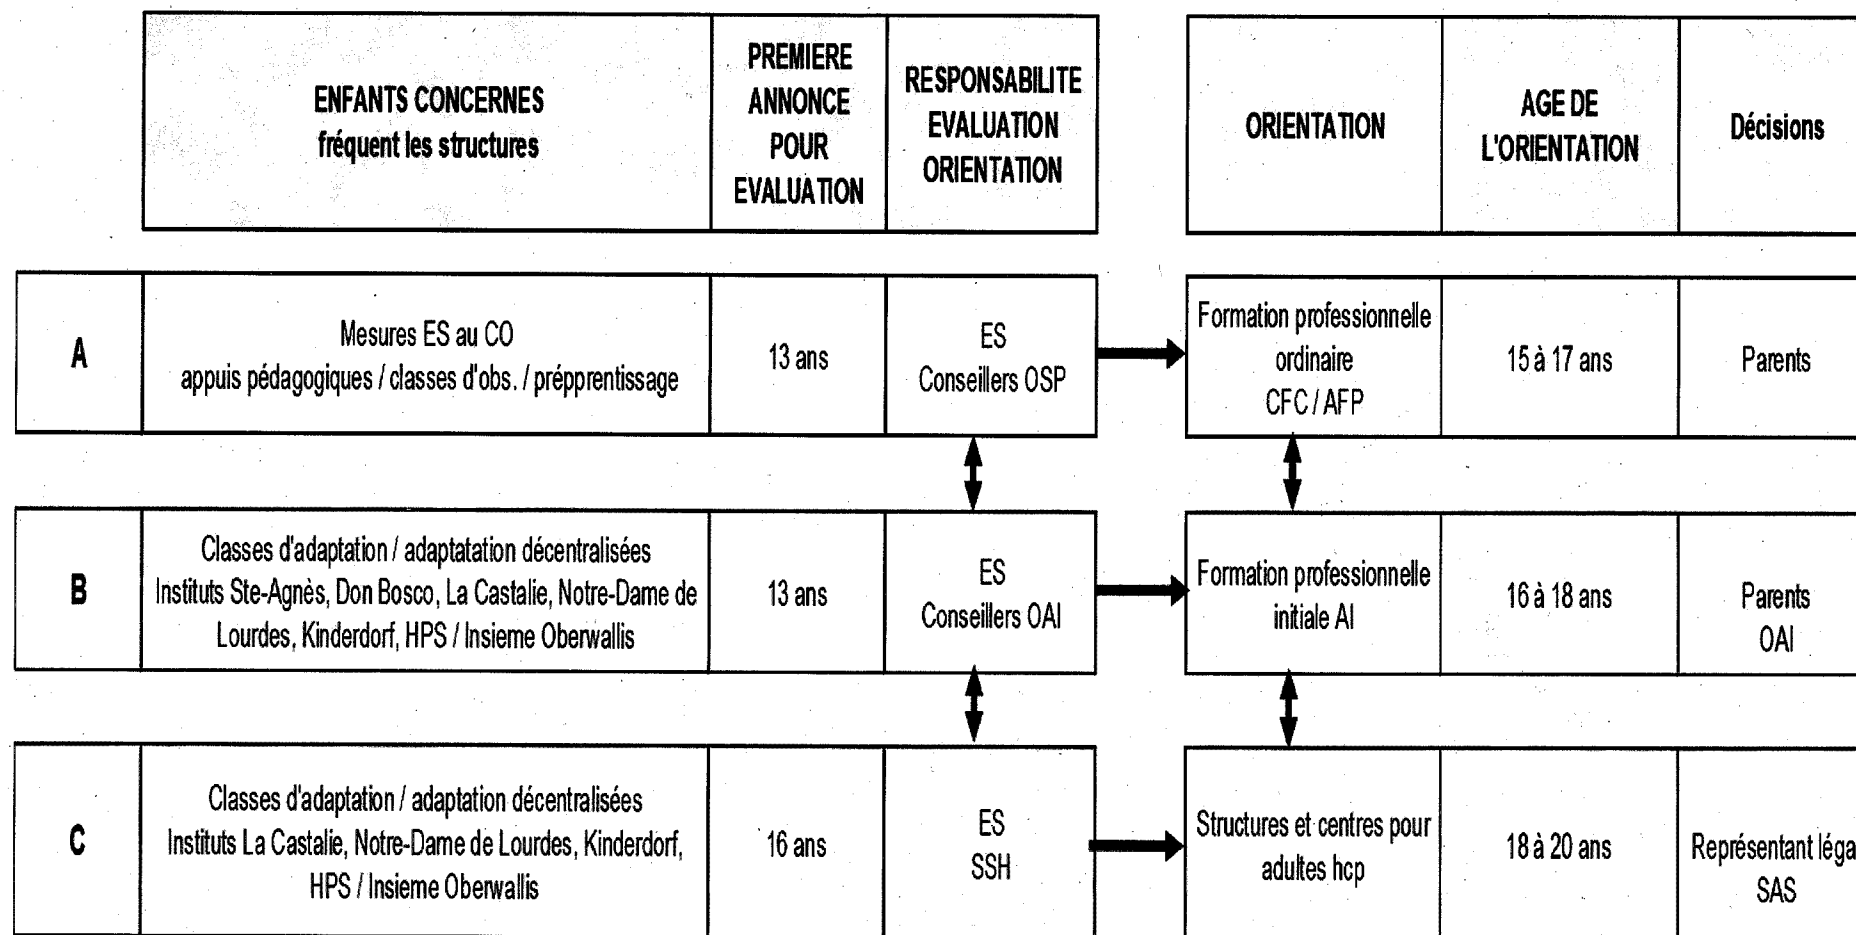 ENFANTS CONCERNES
fréquent les structures
PREMIERE
ANNONCE
POUR
EVALUATION
RESPONSABILITE
EVALUATION
ORIENTATION
ORIENTATION
AGE DE
L'ORIENTATION
Décisions
A
Mesures ES au CO
appuis pédagogiques / classes d'obs. / prépprentissage
13 ans
ES
Conseillers OSP
Formation professionnelle
ordinaire
CFC / AFP
15 à 17 ans
Parents
B
Classes d'adaptation / adaptatation décentralisées
Instituts Ste-Agnès, Don Bosco, La Castalie, Notre-Dame de
Lourdes, Kinderdorf, HPS / Insieme Oberwallis
13 ans
ES
Conseillers OAI
Formation professionnelle
initiale AI
16 à 18 ans
Parents
OAI
C
Classes d'adaptation / adaptation décentralisées
Instituts La Castalie, Notre-Dame de Lourdes, Kinderdorf,
HPS / Insieme Oberwallis
16 ans
ES
SSH
Structures et centres pour
adultes hcp
18 à 20 ans
Représentant léga
SAS